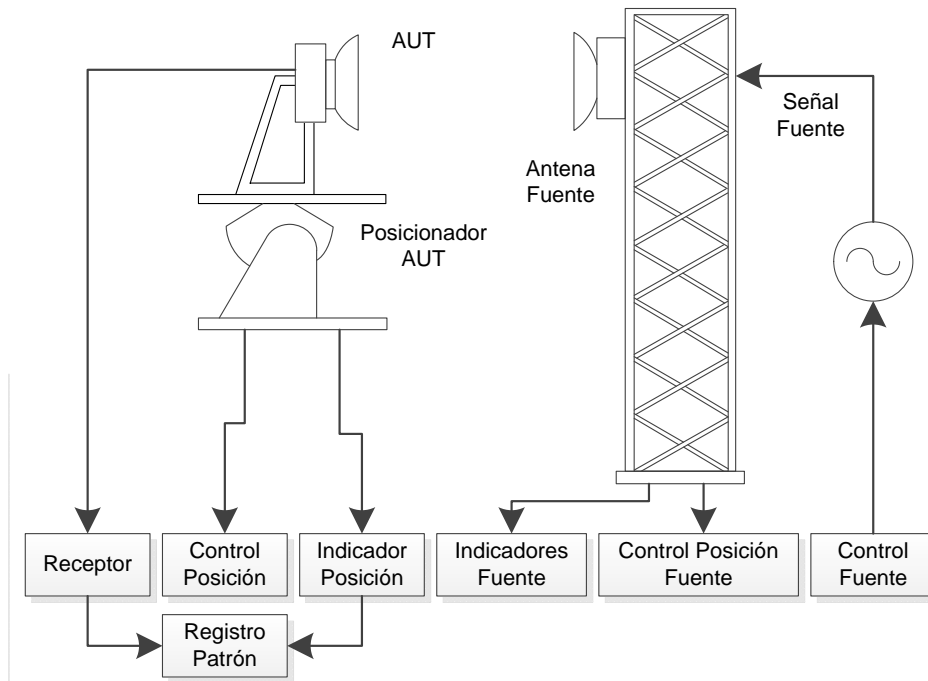 AUT
Señal
Fuente
Antena
Fuente
Posicionador
AUT
Receptor
Control
Posición
Indicador
Posición
Indicadores
Fuente
Control Posición
Fuente
Control
Fuente
Registro
Patrón